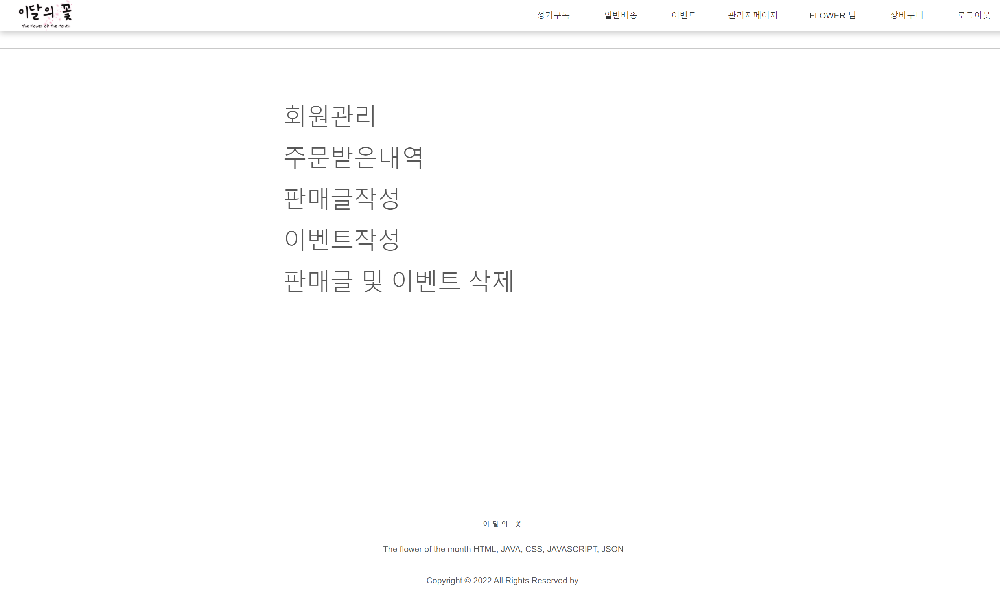 이달의 꽃
The Flower of the Month
정기구독 일반배송 이벤트 관리자페이지 FLOWER 님 장바구니 로그아웃
회원관리
주문받은내역
판매글작성
이벤트작성
판매글 및 이벤트 삭제
이달의 꽃
The flower of the month HTML, JAVA, CSS, JAVASCRIPT, JSON
Copyright © 2022 All Rights Reserved by.